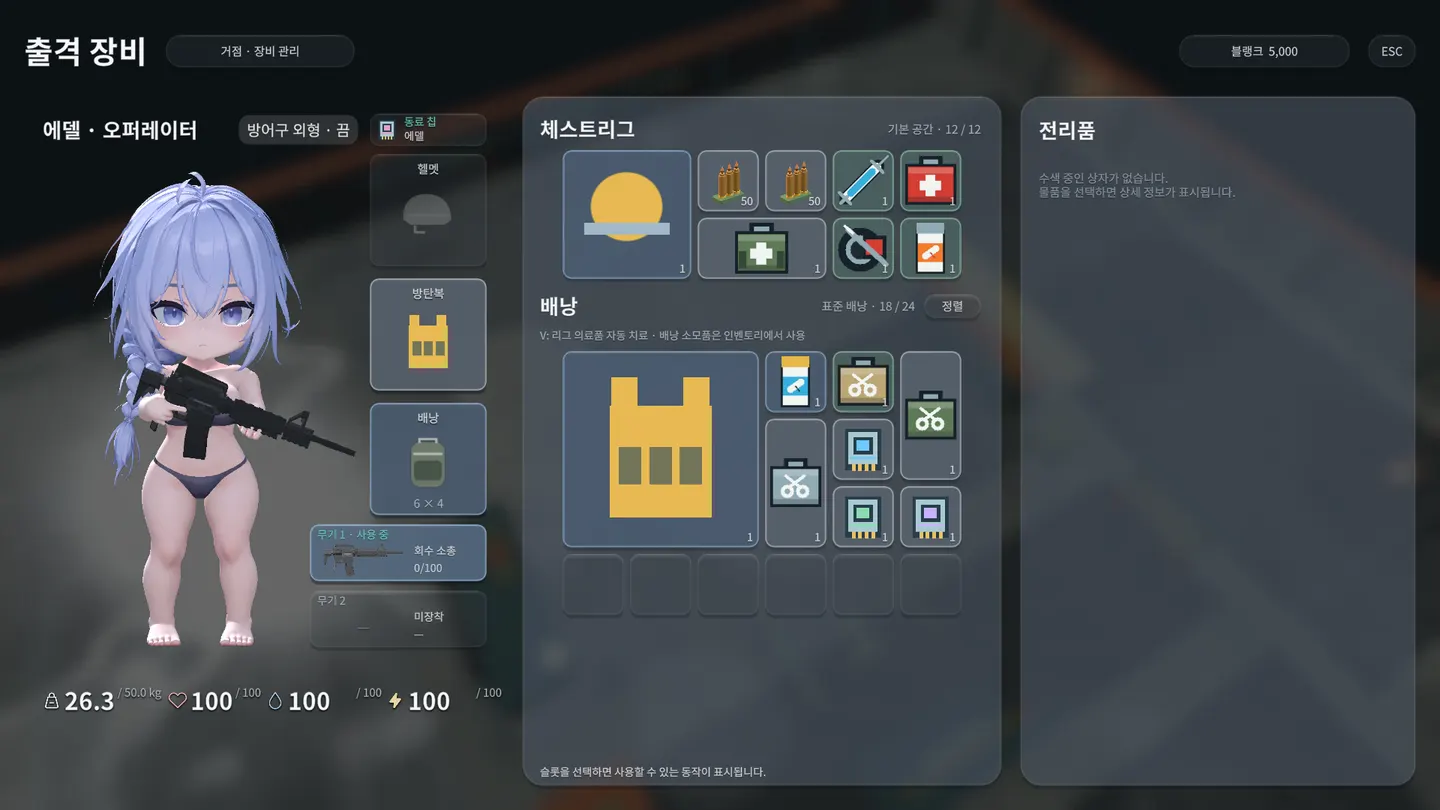 출격 장비
거점 · 장비 관리
블랭크 5,000
ESC
에델 · 오퍼레이터
방어구 외형 · 끔
동료 칩
에델
헬멧
방탄복
배낭
6 × 4
무기 1 · 사용 중
회수 소총
0/100
무기 2
미장착
—
—
26.3 / 50.0 kg
100 / 100
100 / 100
100 / 100
체스트리그
기본 공간 · 12 / 12
1
50
50
1
1
1
1
1
배낭
표준 배낭 · 18 / 24
정렬
V: 리그 의료품 자동 치료 · 배낭 소모품은 인벤토리에서 사용
1
1
1
1
1
1
1
1
슬롯을 선택하면 사용할 수 있는 동작이 표시됩니다.
전리품
수색 중인 상자가 없습니다.
물품을 선택하면 상세 정보가 표시됩니다.